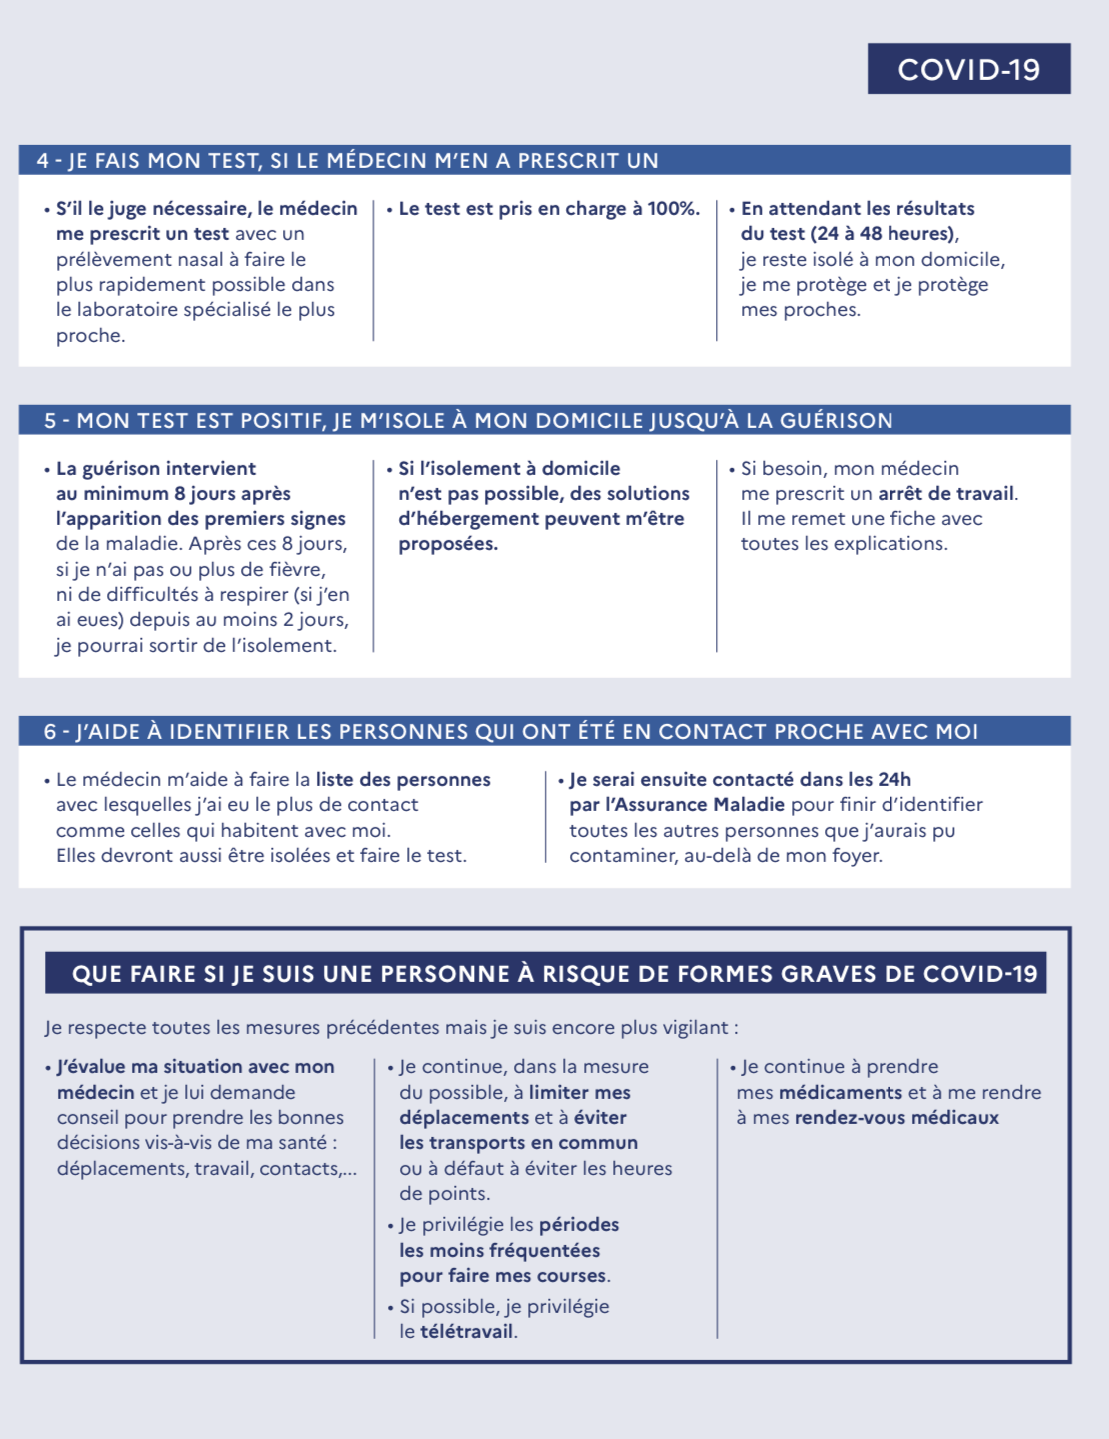 COVID-19
4 - JE FAIS MON TEST, SI LE MÉDECIN M'EN A PRESCRIT UN
• S'il le juge nécessaire, le médecin
me prescrit un test avec un
prélèvement nasal à faire le
plus rapidement possible dans
le laboratoire spécialisé le plus
proche.
• Le test est pris en charge à 100%.
• En attendant les résultats
du test (24 à 48 heures),
je reste isolé à mon domicile,
je me protège et je protège
mes proches.
5 - MON TEST EST POSITIF, JE M'ISOLE À MON DOMICILE JUSQU'À LA GUÉRISON
• La guérison intervient
au minimum 8 jours après
l'apparition des premiers signes
de la maladie. Après ces 8 jours,
si je n'ai pas ou plus de fièvre,
ni de difficultés à respirer (si j'en
ai eues) depuis au moins 2 jours,
je pourrai sortir de l'isolement.
• Si l'isolement à domicile
n'est pas possible, des solutions
d'hébergement peuvent m'être
proposées.
• Si besoin, mon médecin
me prescrit un arrêt de travail.
Il me remet une fiche avec
toutes les explications.
6 - J'AIDE À IDENTIFIER LES PERSONNES QUI ONT ÉTÉ EN CONTACT PROCHE AVEC MOI
• Le médecin m'aide à faire la liste des personnes
avec lesquelles j'ai eu le plus de contact
comme celles qui habitent avec moi.
Elles devront aussi être isolées et faire le test.
• Je serai ensuite contacté dans les 24h
par l'Assurance Maladie pour finir d'identifier
toutes les autres personnes que j'aurais pu
contaminer, au-delà de mon foyer.
QUE FAIRE SI JE SUIS UNE PERSONNE À RISQUE DE FORMES GRAVES DE COVID-19
Je respecte toutes les mesures précédentes mais je suis encore plus vigilant :
• J'évalue ma situation avec mon
médecin et je lui demande
conseil pour prendre les bonnes
décisions vis-à-vis de ma santé :
déplacements, travail, contacts,...
• Je continue, dans la mesure
du possible, à limiter mes
déplacements et à éviter
les transports en commun
ou à défaut à éviter les heures
de points.
• Je privilégie les périodes
les moins fréquentées
pour faire mes courses.
• Si possible, je privilégie
le télétravail.
• Je continue à prendre
mes médicaments et à me rendre
à mes rendez-vous médicaux